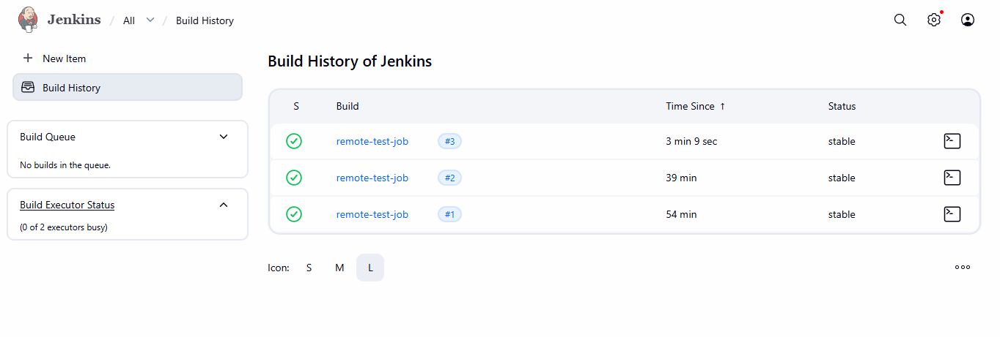 Jenkins / All / Build History
New Item
Build History
Build Queue
No builds in the queue.
Build Executor Status
(0 of 2 executors busy)
Build History of Jenkins
S Build Time Since ↑ Status
remote-test-job #3 3 min 9 sec stable
remote-test-job #2 39 min stable
remote-test-job #1 54 min stable
Icon: S M L